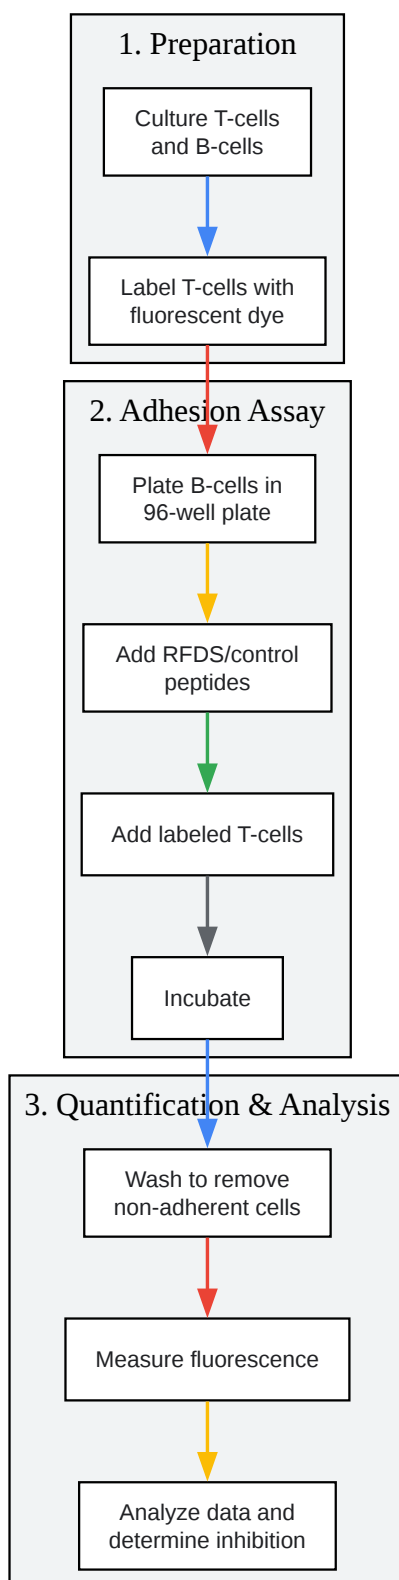 1. Preparation
Culture T-cells
and B-cells
Label T-cells with
fluorescent dye
2. Adhesion Assay
Plate B-cells in
96-well plate
Add RFDS/control
peptides
Add labeled T-cells
Incubate
3. Quantification & Analysis
Wash to remove
non-adherent cells
Measure fluorescence
Analyze data and
determine inhibition